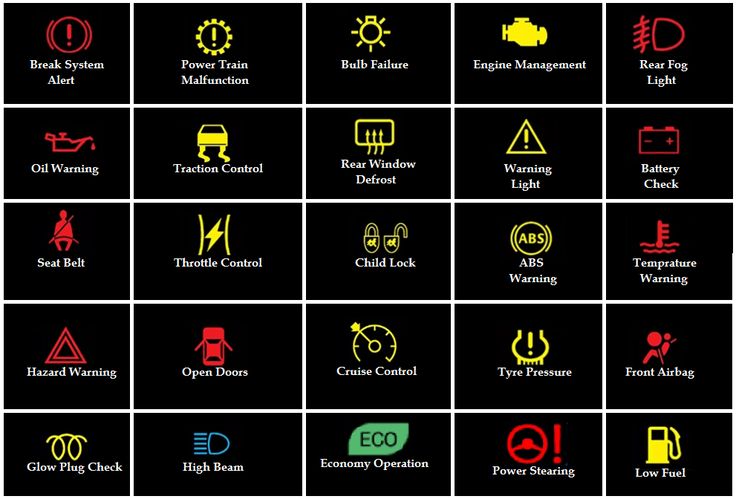 Break System
Alert
Power Train
Malfunction
Bulb Failure
Engine Management
Rear Fog
Light
Oil Warning
Traction Control
Rear Window
Defrost
Warning
Light
Battery
Check
Seat Belt
Throttle Control
Child Lock
ABS
ABS
Warning
Temprature
Warning
Hazard Warning
Open Doors
Cruise Control
Tyre Pressure
Front Airbag
Glow Plug Check
High Beam
ECO
Economy Operation
Power Stearing
Low Fuel